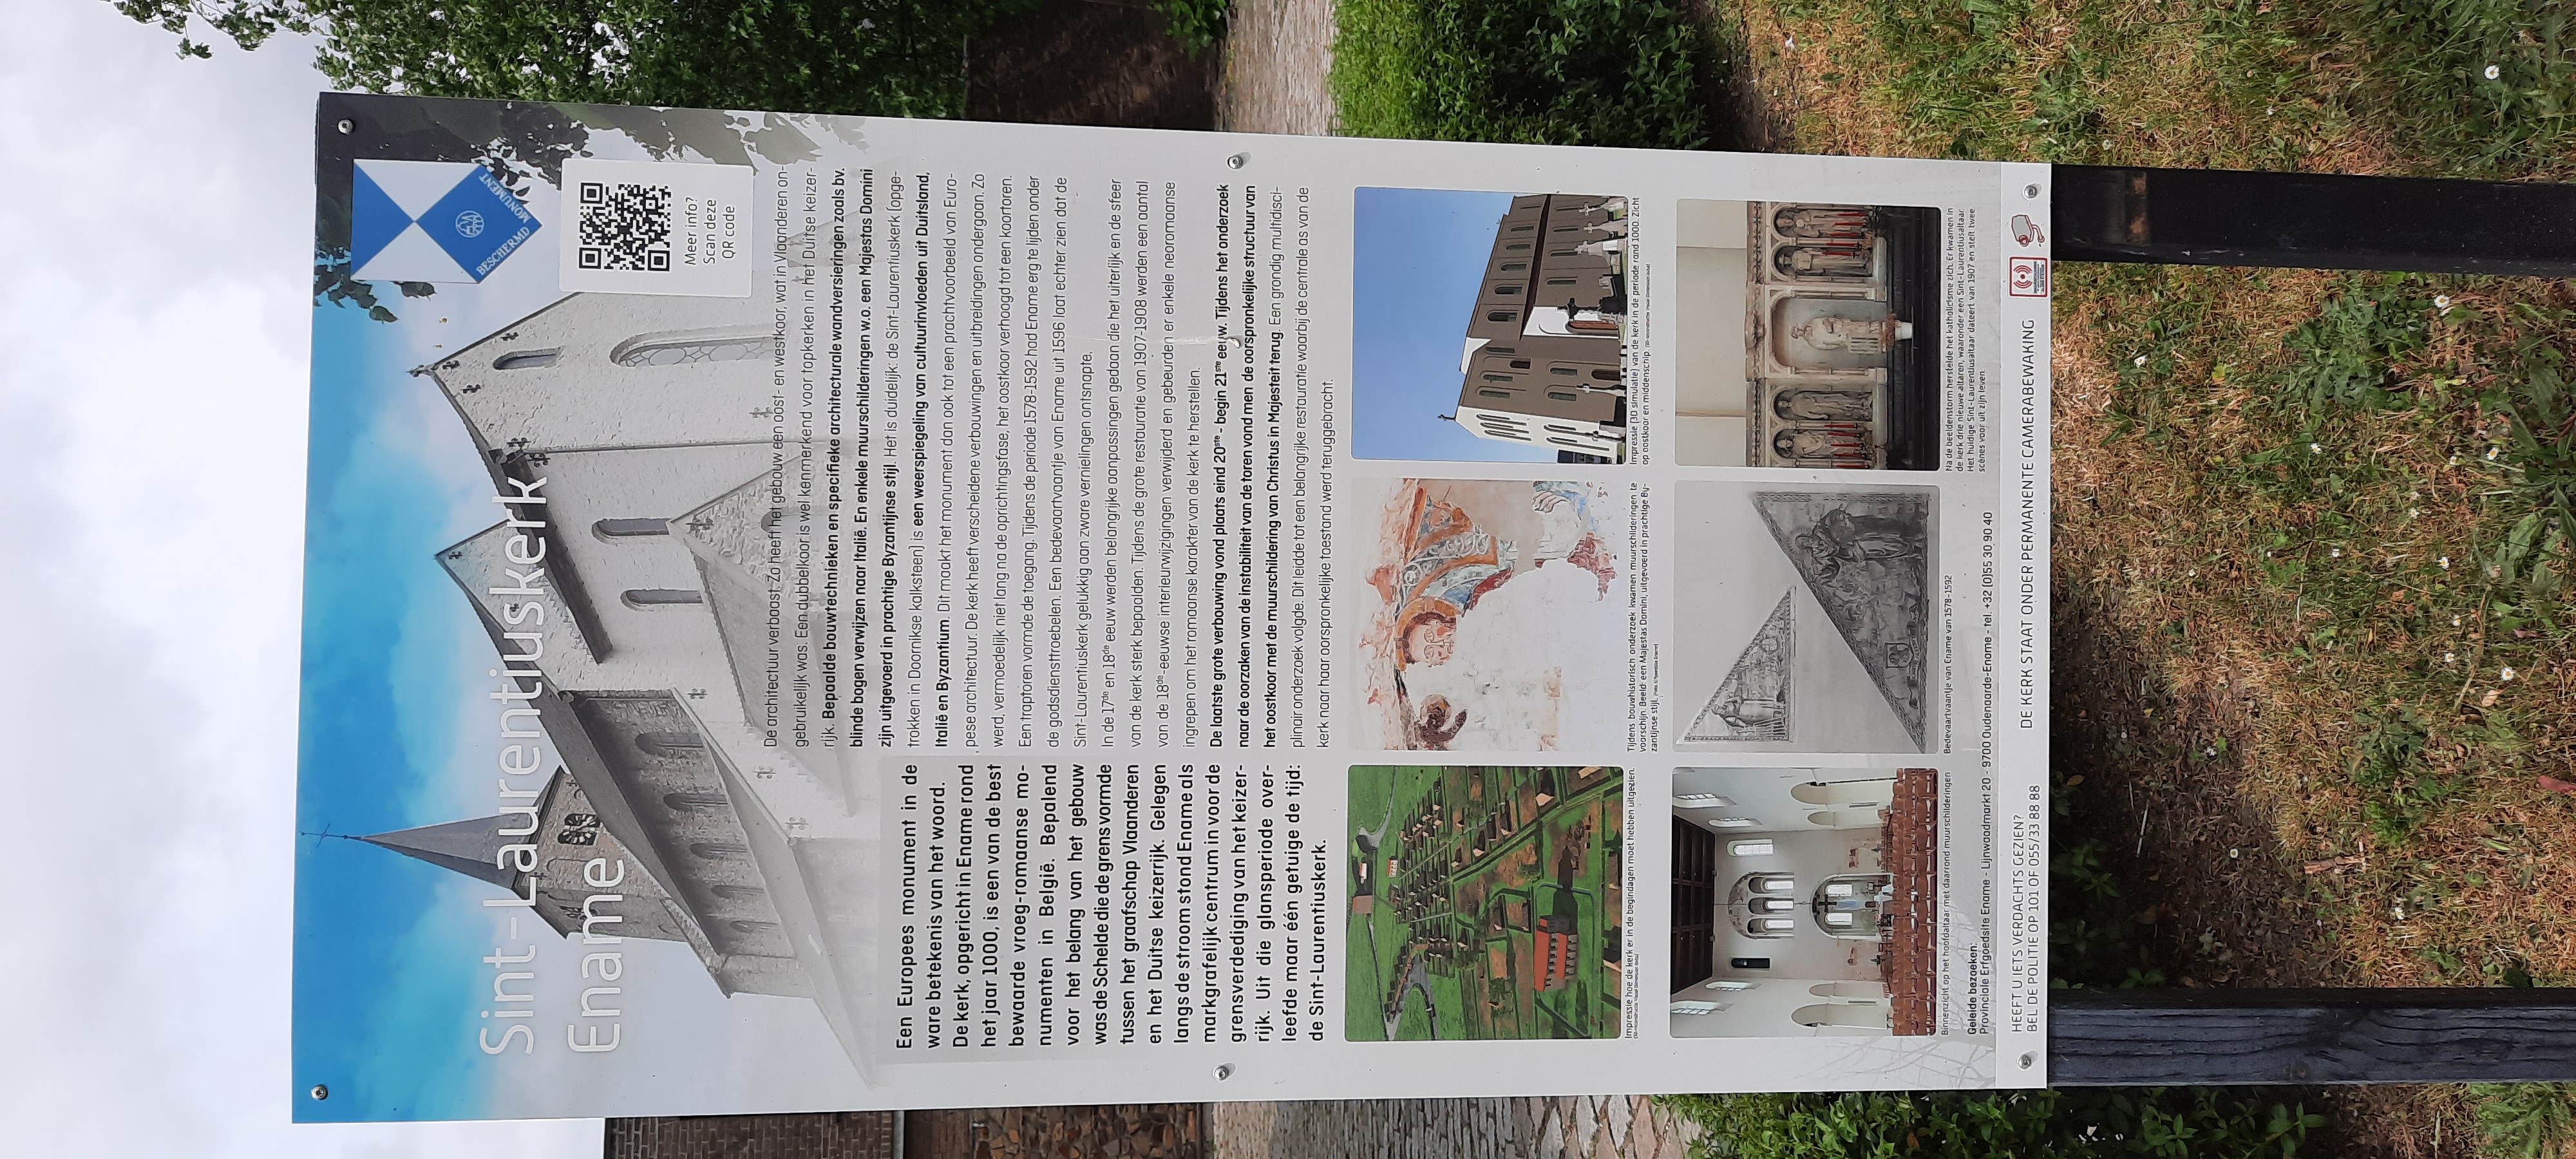 Sint-Laurentiuskerk
Ename
BESCHERMD MONUMENT
Meer info?
Scan deze
QR code
Een Europees monument in de
ware betekenis van het woord.
De kerk, opgericht in Ename rond
het jaar 1000, is een van de best
bewaarde vroeg-romaanse mo-
numenten in België. Bepalend
voor het belang van het gebouw
was de Schelde die de grens vormde
tussen het graafschap Vlaanderen
en het Duitse keizerrijk. Gelegen
langs de stroom stond Ename als
markgrafelijk centrum in voor de
grensverdediging van het keizer-
rijk. Uit die glansperiode over-
leefde maar één getuige de tijd:
de Sint-Laurentiuskerk.
De architectuur verbaast. Zo heeft het gebouw een oost- en westkoor, wat in Vlaanderen on-
gebruikelijk was. Een dubbelkoor is wel kenmerkend voor topkerken in het Duitse keizer-
rijk. Bepaalde bouwtechnieken en specifieke architecturale wandversieringen zoals bv.
blinde bogen verwijzen naar Italië. En enkele muurschilderingen w.o. een Majestas Domini
zijn uitgevoerd in prachtige Byzantijnse stijl. Het is duidelijk: de Sint-Laurentiuskerk (opge-
trokken in Doornikse kalksteen) is een weerspiegeling van cultuurinvloeden uit Duitsland,
Italië en Byzantium. Dit maakt het monument dan ook tot een prachtvoorbeeld van Euro-
pese architectuur. De kerk heeft verscheidene verbouwingen en uitbreidingen ondergaan. Zo
werd, vermoedelijk niet lang na de oprichtingsfase, het oostkoor verhoogd tot een koortoren.
Een traptoren vormde de toegang. Tijdens de periode 1578-1592 had Ename erg te lijden onder
de godsdiensttroebelen. Een bedevaartvaantje van Ename uit 1596 laat echter zien dat de
Sint-Laurentiuskerk gelukkig aan zware vernielingen ontsnapte.
In de 17de en 18de eeuw werden belangrijke aanpassingen gedaan die het uiterlijk en de sfeer
van de kerk sterk bepaalden. Tijdens de grote restauratie van 1907-1908 werden een aantal
van de 18de-eeuwse interieurwijzigingen verwijderd en gebeurden er enkele neoromaanse
ingrepen om het romaanse karakter van de kerk te herstellen.
De laatste grote verbouwing vond plaats eind 20ste - begin 21ste eeuw. Tijdens het onderzoek
naar de oorzaken van de instabiliteit van de toren vond men de oorspronkelijke structuur van
het oostkoor met de muurschildering van Christus in Majesteit terug. Een grondig multidisci-
plinair onderzoek volgde. Dit leidde tot een belangrijke restauratie waarbij de centrale as van de
kerk naar haar oorspronkelijke toestand werd teruggebracht.
Impressie hoe de kerk er in de begindagen moet hebben uitgezien.
Tijdens bouwhistorisch onderzoek kwamen muurschilderingen te
voorschijn. Beeld: een Majestas Domini, uitgevoerd in prachtige By-
zantijnse stijl.
Impressie (3D simulatie) van de kerk in de periode rond 1000. Zicht
op oostkoor en middenschip.
Binnenzicht op het hoofdaltaar met daarrond muurschilderingen
Bedevaartvaantje van Ename van 1578-1592
Na de beeldenstorm herstelde het katholicisme zich. Er kwamen in
de kerk drie nieuwe altaren, waaronder een Sint-Laurentiusaltaar.
Het huidige Sint-Laurentiusaltaar dateert van 1907 en stelt twee
scènes voor uit zijn leven.
Geleide bezoeken:
Provinciale Erfgoedsite Ename - Lijnwaadmarkt 20 - 9700 Oudenaarde-Ename - tel. +32 (0)55 30 90 40
HEEFT U IETS VERDACHTS GEZIEN?
BEL DE POLITIE OP 101 OF 055/33 88 88
DE KERK STAAT ONDER PERMANENTE CAMERABEWAKING